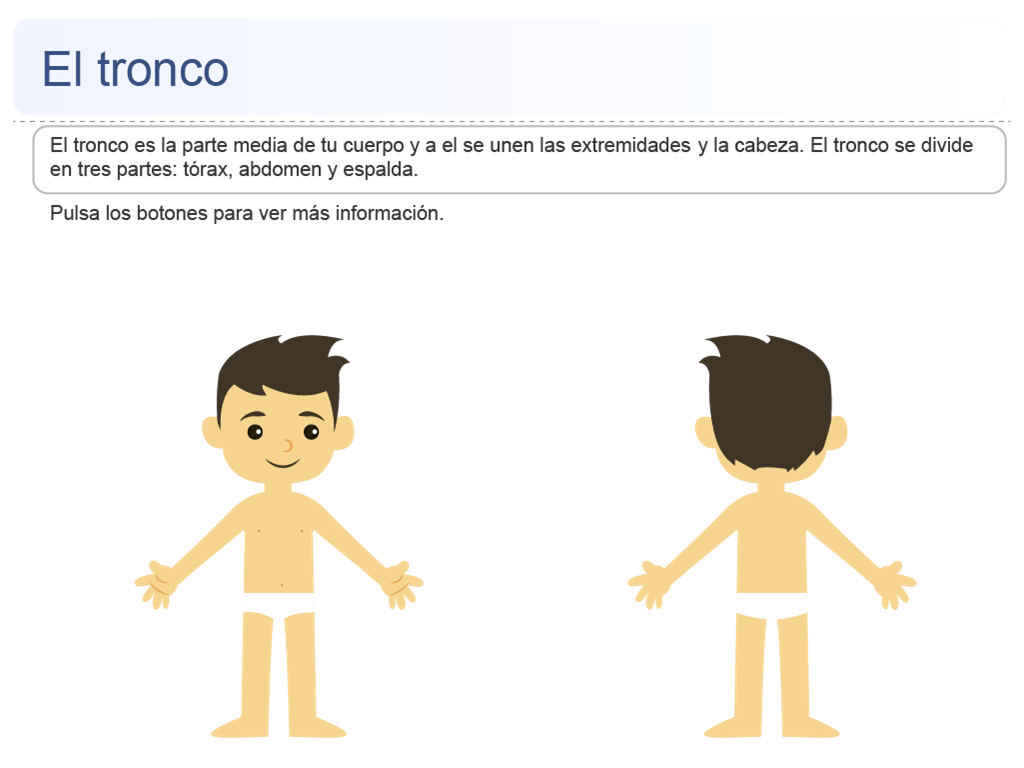 El tronco
El tronco es la parte media de tu cuerpo y a el se unen las extremidades y la cabeza. El tronco se divide
en tres partes: tórax, abdomen y espalda.
Pulsa los botones para ver más información.